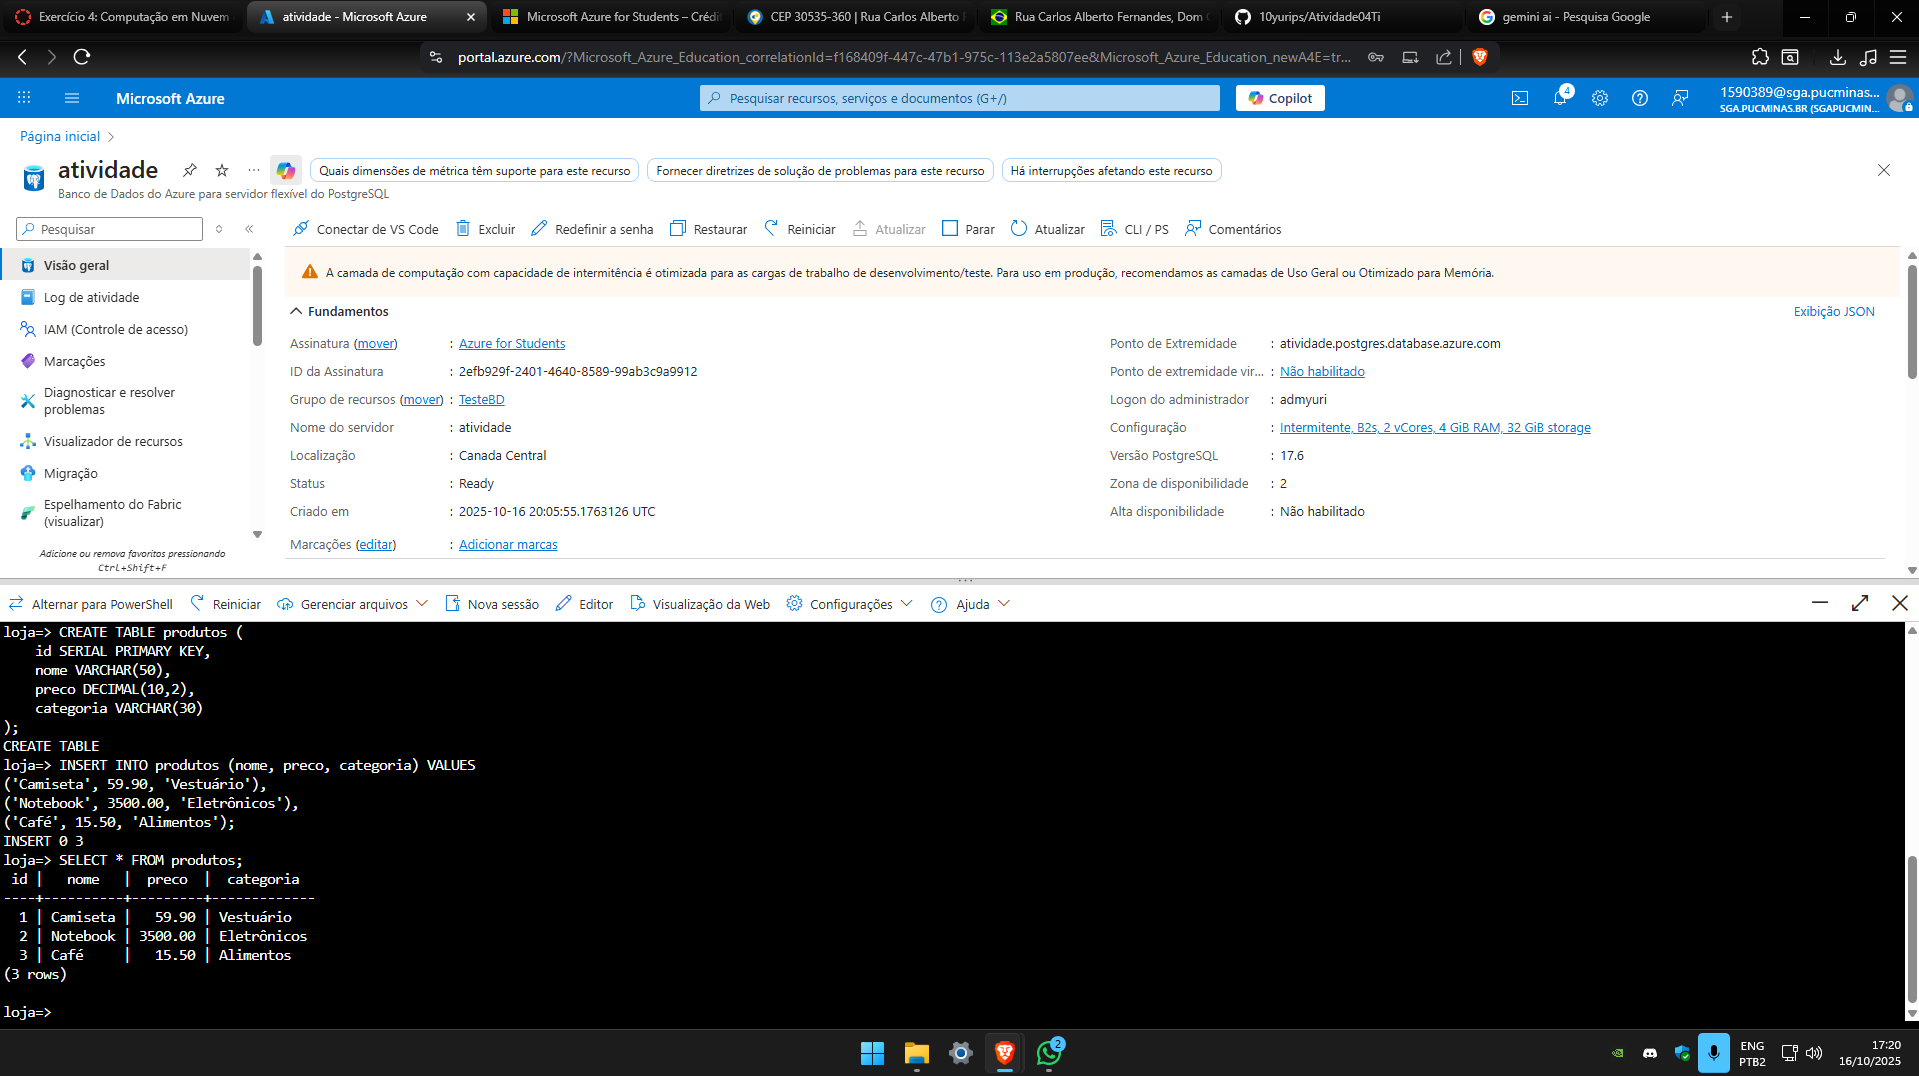 Exercício 4: Computação em Nuvem
atividade - Microsoft Azure
Microsoft Azure for Students – Crédi
CEP 30535-360 | Rua Carlos Alberto F
Rua Carlos Alberto Fernandes, Dom C
10yurips/Atividade04Ti
gemini ai - Pesquisa Google
portal.azure.com/?Microsoft_Azure_Education_correlationId=f168409f-447c-47b1-975c-113e2a5807ee&Microsoft_Azure_Education_newA4E=tr...
Microsoft Azure
Pesquisar recursos, serviços e documentos (G+/)
Copilot
4
1590389@sga.pucminas...
SGA.PUCMINAS.BR (SGAPUCMIN...
Página inicial
atividade
Quais dimensões de métrica têm suporte para este recurso
Fornecer diretrizes de solução de problemas para este recurso
Há interrupções afetando este recurso
Banco de Dados do Azure para servidor flexível do PostgreSQL
Pesquisar
Conectar de VS Code
Excluir
Redefinir a senha
Restaurar
Reiniciar
Atualizar
Parar
Atualizar
CLI / PS
Comentários
Visão geral
Log de atividade
IAM (Controle de acesso)
Marcações
Diagnosticar e resolver
problemas
Visualizador de recursos
Migração
Espelhamento do Fabric
(visualizar)
Adicione ou remova favoritos pressionando
Ctrl+Shift+F
A camada de computação com capacidade de intermitência é otimizada para as cargas de trabalho de desenvolvimento/teste. Para uso em produção, recomendamos as camadas de Uso Geral ou Otimizado para Memória.
Fundamentos
Exibição JSON
Assinatura (mover) : Azure for Students
ID da Assinatura : 2efb929f-2401-4640-8589-99ab3c9a9912
Grupo de recursos (mover) : TesteBD
Nome do servidor : atividade
Localização : Canada Central
Status : Ready
Criado em : 2025-10-16 20:05:55.1763126 UTC
Marcações (editar) : Adicionar marcas
Ponto de Extremidade : atividade.postgres.database.azure.com
Ponto de extremidade vir... : Não habilitado
Logon do administrador : admyuri
Configuração : Intermitente, B2s, 2 vCores, 4 GiB RAM, 32 GiB storage
Versão PostgreSQL : 17.6
Zona de disponibilidade : 2
Alta disponibilidade : Não habilitado
Alternar para PowerShell
Reiniciar
Gerenciar arquivos
Nova sessão
Editor
Visualização da Web
Configurações
Ajuda
loja=> CREATE TABLE produtos (
    id SERIAL PRIMARY KEY,
    nome VARCHAR(50),
    preco DECIMAL(10,2),
    categoria VARCHAR(30)
);
CREATE TABLE
loja=> INSERT INTO produtos (nome, preco, categoria) VALUES
('Camiseta', 59.90, 'Vestuário'),
('Notebook', 3500.00, 'Eletrônicos'),
('Café', 15.50, 'Alimentos');
INSERT 0 3
loja=> SELECT * FROM produtos;
 id |   nome   |  preco  |  categoria
----+----------+---------+-------------
  1 | Camiseta |   59.90 | Vestuário
  2 | Notebook | 3500.00 | Eletrônicos
  3 | Café     |   15.50 | Alimentos
(3 rows)
loja=>
2
ENG
PTB2
17:20
16/10/2025